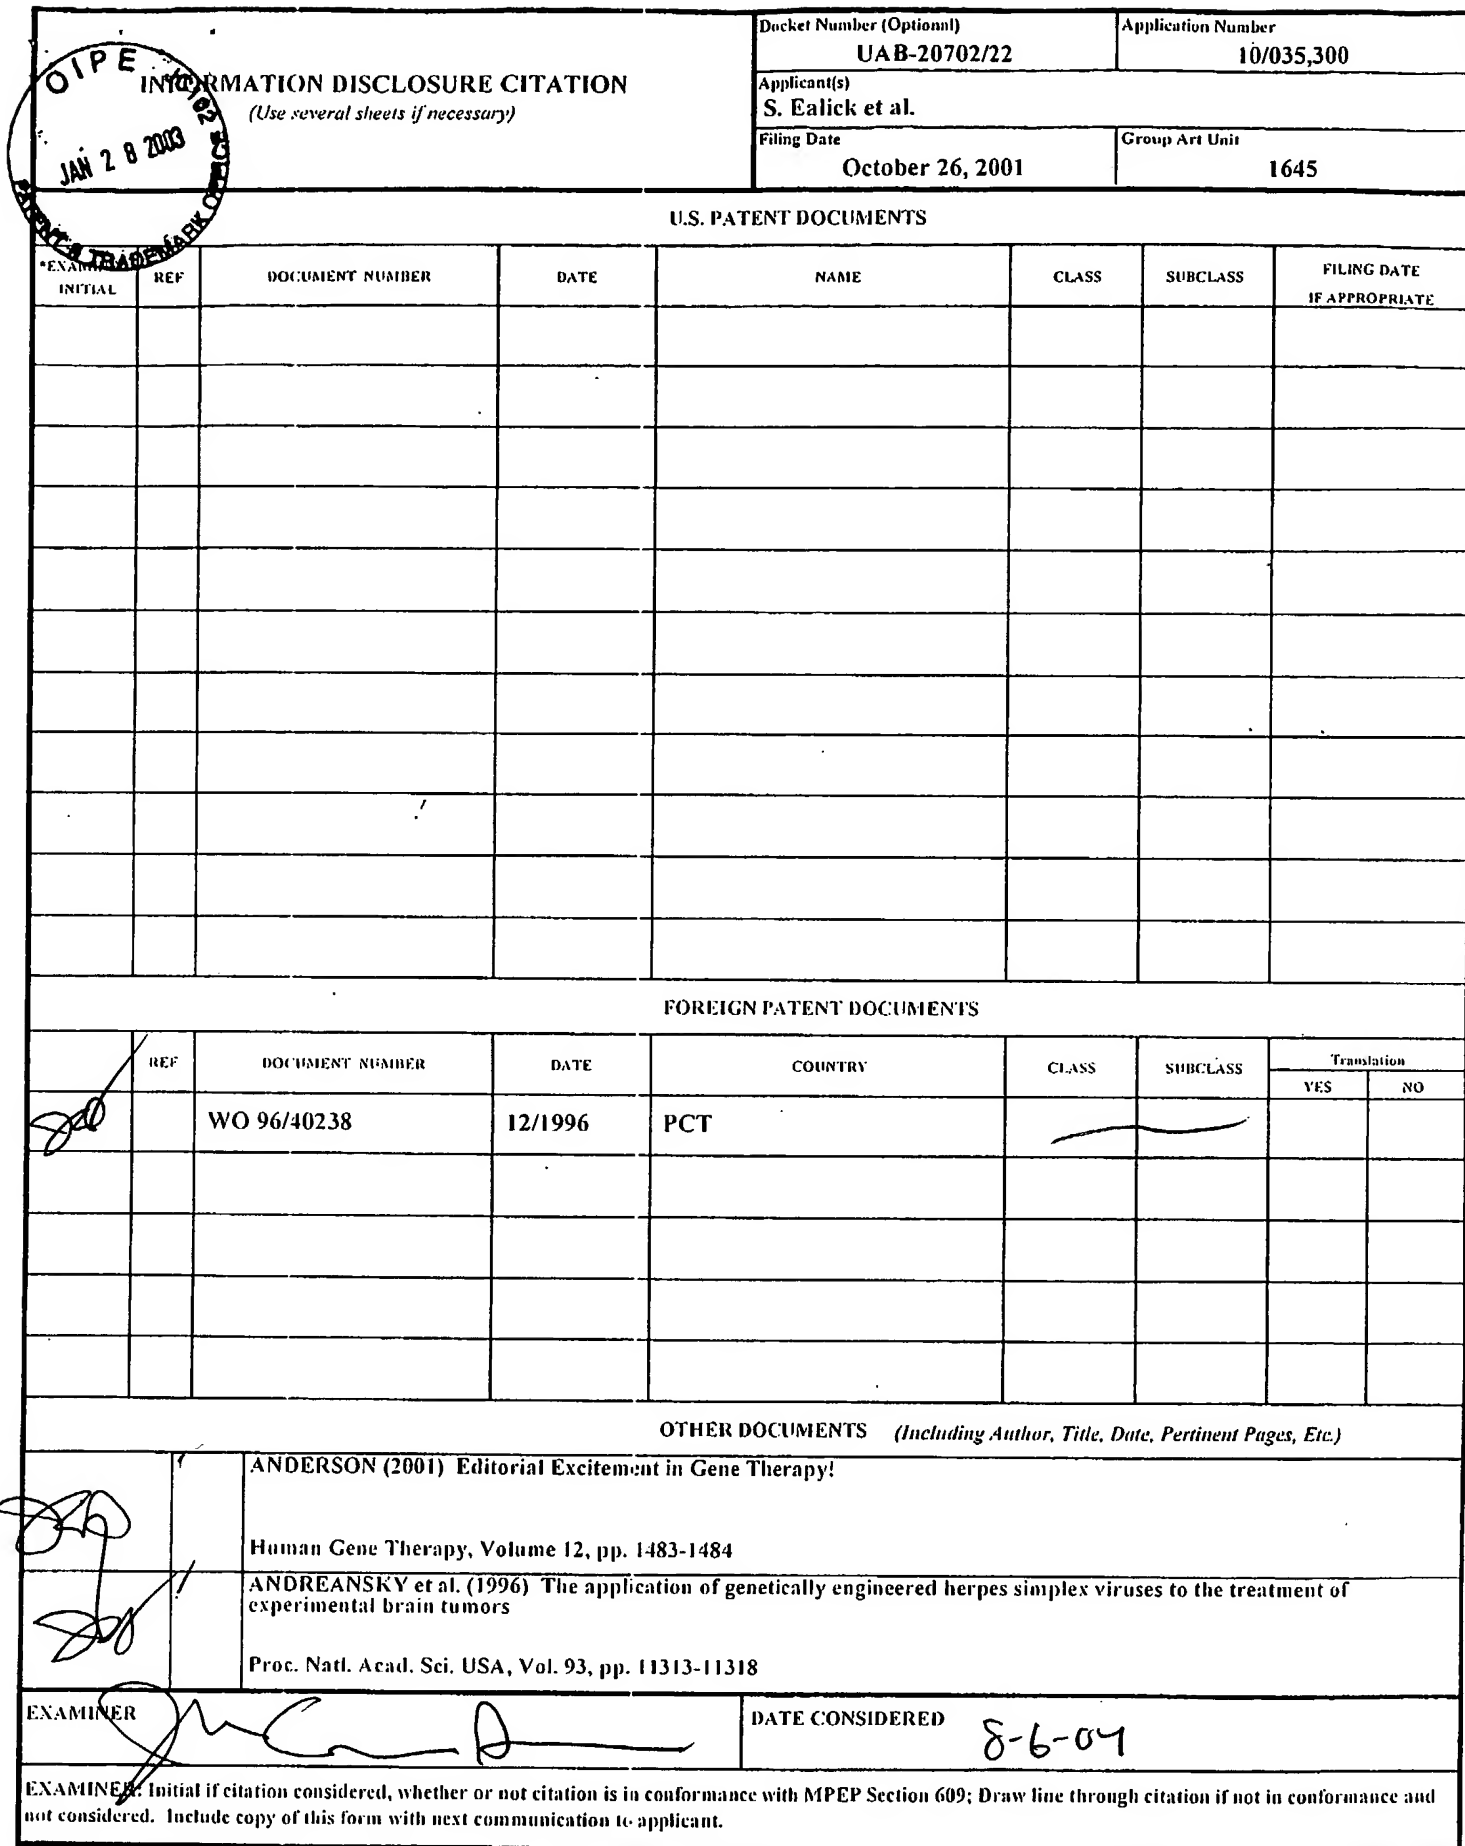 OIPE
JAN 28 2003
PATENT & TRADEMARK OFFICE
INFORMATION DISCLOSURE CITATION
(Use several sheets if necessary)
Docket Number (Optional)
UAB-20702/22
Application Number
10/035,300
Applicant(s)
S. Ealick et al.
Filing Date
October 26, 2001
Group Art Unit
1645
U.S. PATENT DOCUMENTS
*EXAMINER INITIAL REF DOCUMENT NUMBER DATE NAME CLASS SUBCLASS FILING DATE IF APPROPRIATE
FOREIGN PATENT DOCUMENTS
REF DOCUMENT NUMBER DATE COUNTRY CLASS SUBCLASS Translation
YES NO
WO 96/40238 12/1996 PCT
OTHER DOCUMENTS (Including Author, Title, Date, Pertinent Pages, Etc.)
ANDERSON (2001) Editorial Excitement in Gene Therapy!
Human Gene Therapy, Volume 12, pp. 1483-1484
ANDREANSKY et al. (1996) The application of genetically engineered herpes simplex viruses to the treatment of
experimental brain tumors
Proc. Natl. Acad. Sci. USA, Vol. 93, pp. 11313-11318
EXAMINER
DATE CONSIDERED 8-6-04
EXAMINER: Initial if citation considered, whether or not citation is in conformance with MPEP Section 609; Draw line through citation if not in conformance and
not considered. Include copy of this form with next communication to applicant.